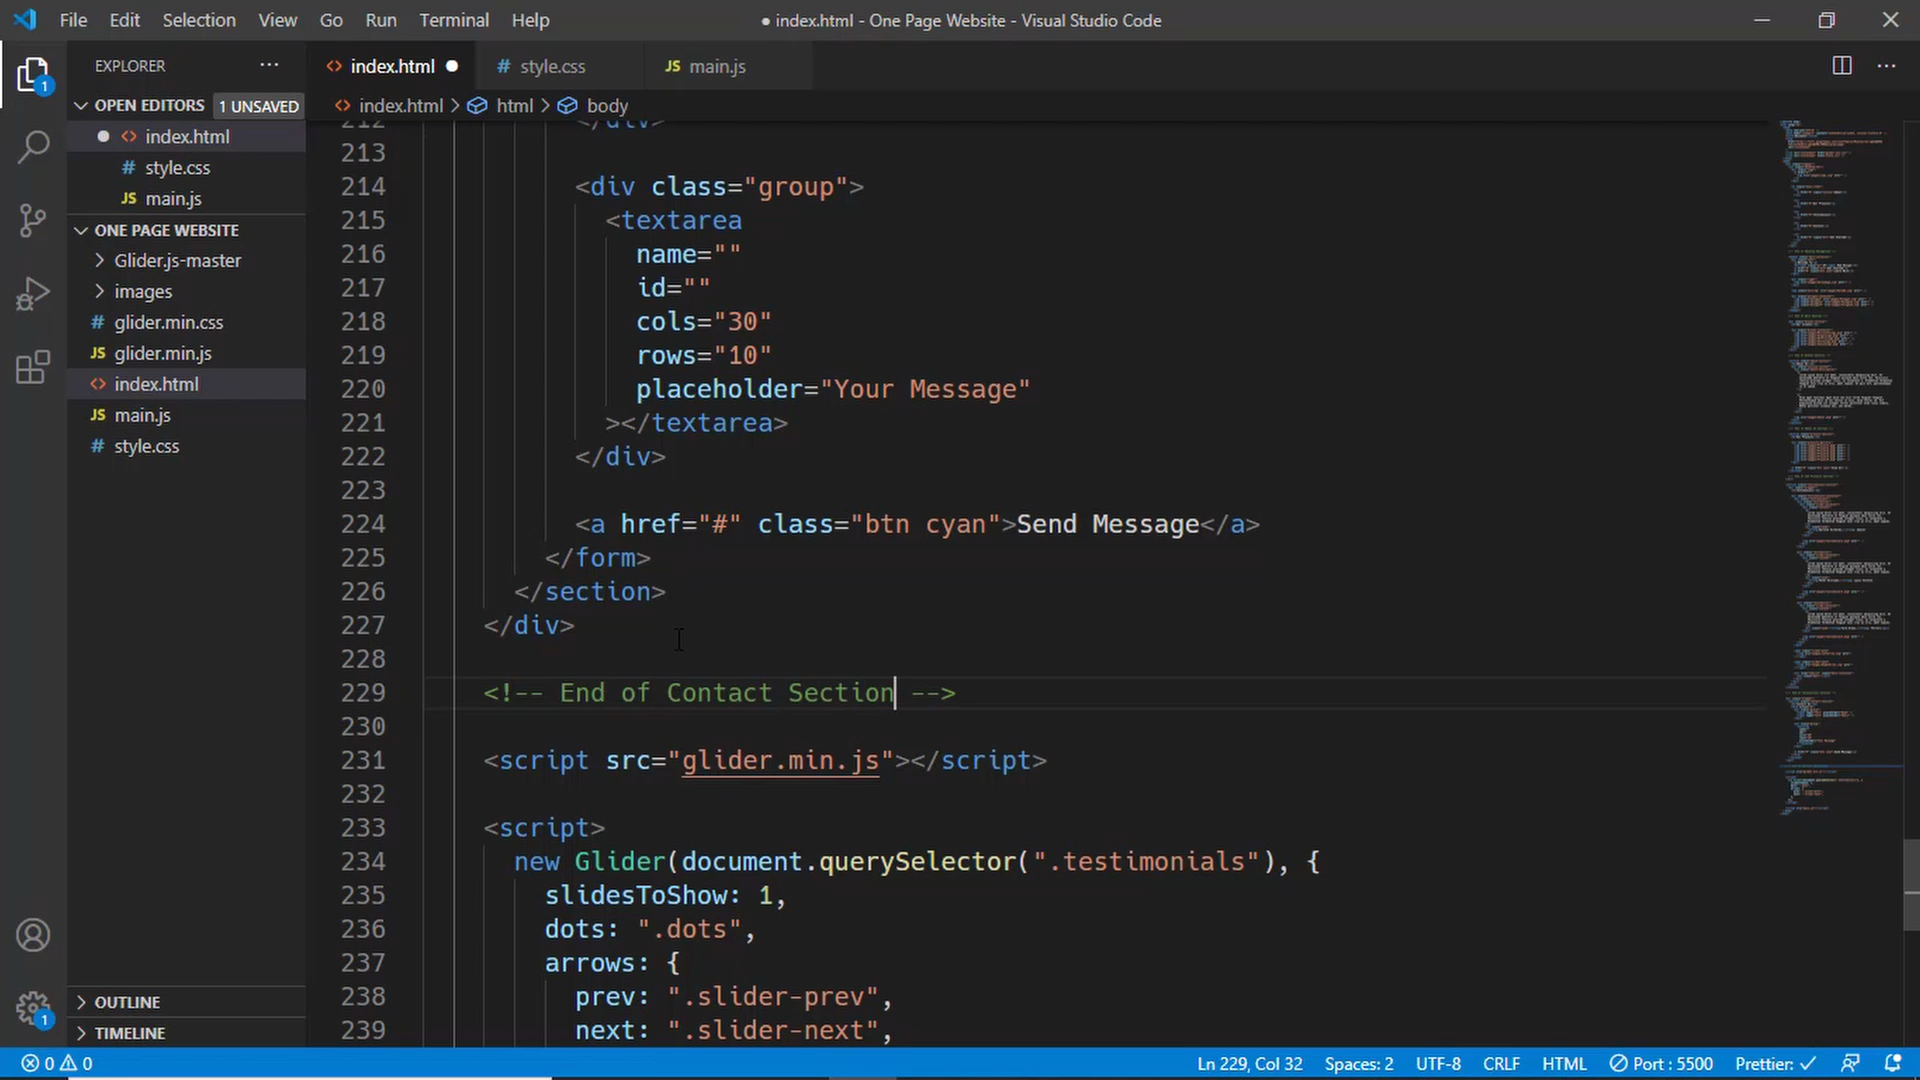 File Edit Selection View Go Run Terminal Help
● index.html - One Page Website - Visual Studio Code
EXPLORER ...
OPEN EDITORS 1 UNSAVED
index.html
# style.css
JS main.js
ONE PAGE WEBSITE
Glider.js-master
images
# glider.min.css
JS glider.min.js
index.html
JS main.js
# style.css
OUTLINE
TIMELINE
1
1
index.html ● # style.css JS main.js
index.html > html > body
212 </div>
213
214 <div class="group">
215 <textarea
216 name=""
217 id=""
218 cols="30"
219 rows="10"
220 placeholder="Your Message"
221 ></textarea>
222 </div>
223
224 <a href="#" class="btn cyan">Send Message</a>
225 </form>
226 </section>
227 </div>
228
229 <!-- End of Contact Section -->
230
231 <script src="glider.min.js"></script>
232
233 <script>
234 new Glider(document.querySelector(".testimonials"), {
235 slidesToShow: 1,
236 dots: ".dots",
237 arrows: {
238 prev: ".slider-prev",
239 next: ".slider-next",
0 0 Ln 229, Col 32 Spaces: 2 UTF-8 CRLF HTML Port : 5500 Prettier: ✓